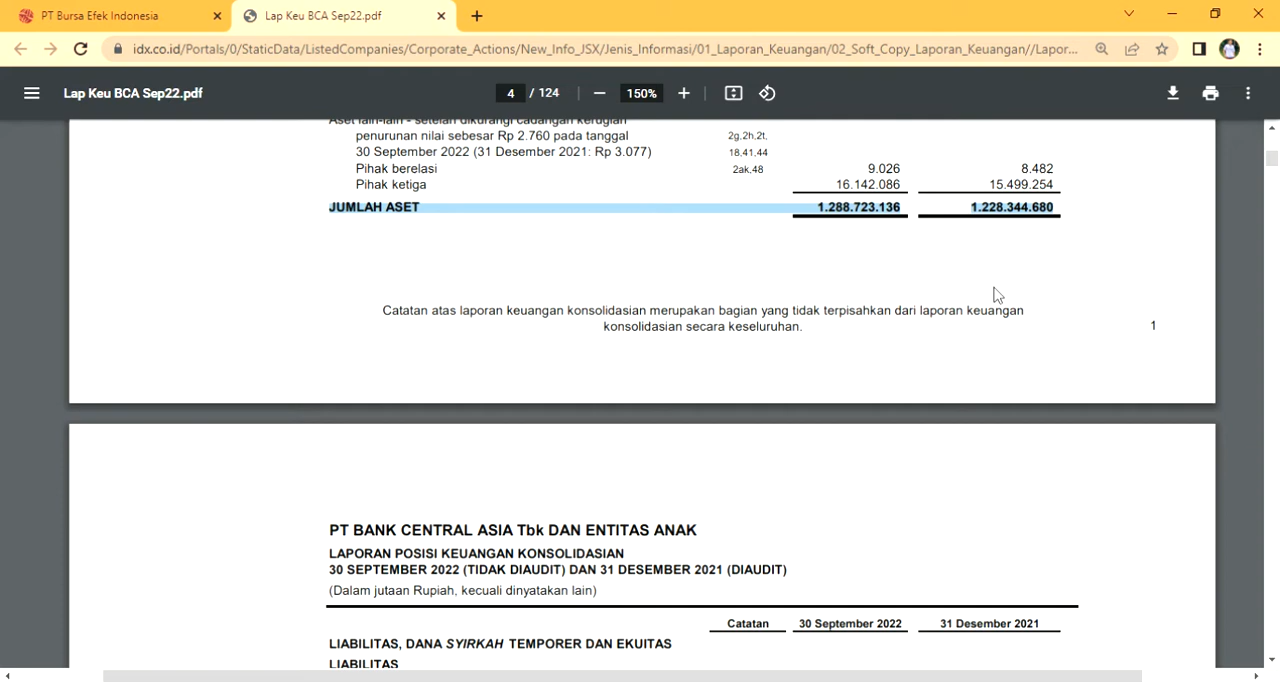 PT Bursa Efek Indonesia
Lap Keu BCA Sep22.pdf
idx.co.id/Portals/0/StaticData/ListedCompanies/Corporate_Actions/New_Info_JSX/Jenis_Informasi/01_Laporan_Keuangan/02_Soft_Copy_Laporan_Keuangan//Lapor...
Lap Keu BCA Sep22.pdf 4 / 124 150%
Aset lain-lain - setelah dikurangi cadangan kerugian
penurunan nilai sebesar Rp 2.760 pada tanggal 2g,2h,2t,
30 September 2022 (31 Desember 2021: Rp 3.077) 18,41,44
Pihak berelasi 2ak,48 9.026 8.482
Pihak ketiga 16.142.086 15.499.254
JUMLAH ASET 1.288.723.136 1.228.344.680
Catatan atas laporan keuangan konsolidasian merupakan bagian yang tidak terpisahkan dari laporan keuangan
konsolidasian secara keseluruhan.
1
PT BANK CENTRAL ASIA Tbk DAN ENTITAS ANAK
LAPORAN POSISI KEUANGAN KONSOLIDASIAN
30 SEPTEMBER 2022 (TIDAK DIAUDIT) DAN 31 DESEMBER 2021 (DIAUDIT)
(Dalam jutaan Rupiah, kecuali dinyatakan lain)
Catatan 30 September 2022 31 Desember 2021
LIABILITAS, DANA SYIRKAH TEMPORER DAN EKUITAS
LIABILITAS